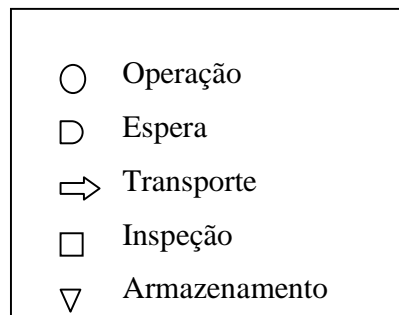 Operação
Espera
Transporte
Inspeção
Armazenamento